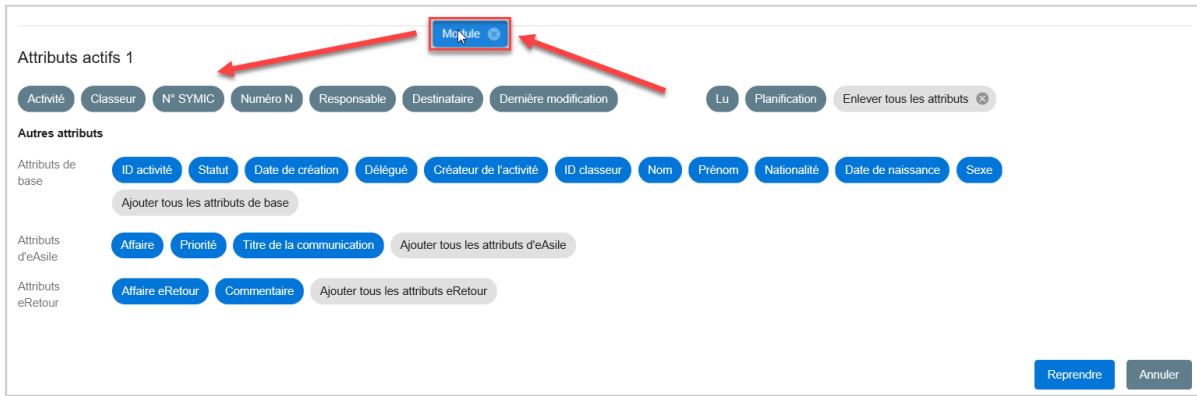 Module
Attributs actifs 1
Activité Classeur N° SYMIC Numéro N Responsable Destinataire Dernière modification Lu Planification Enlever tous les attributs
Autres attributs
Attributs de base
ID activité Statut Date de création Délégué Créateur de l'activité ID classeur Nom Prénom Nationalité Date de naissance Sexe
Ajouter tous les attributs de base
Attributs d'eAsile
Affaire Priorité Titre de la communication Ajouter tous les attributs d'eAsile
Attributs eRetour
Affaire eRetour Commentaire Ajouter tous les attributs eRetour
Reprendre Annuler